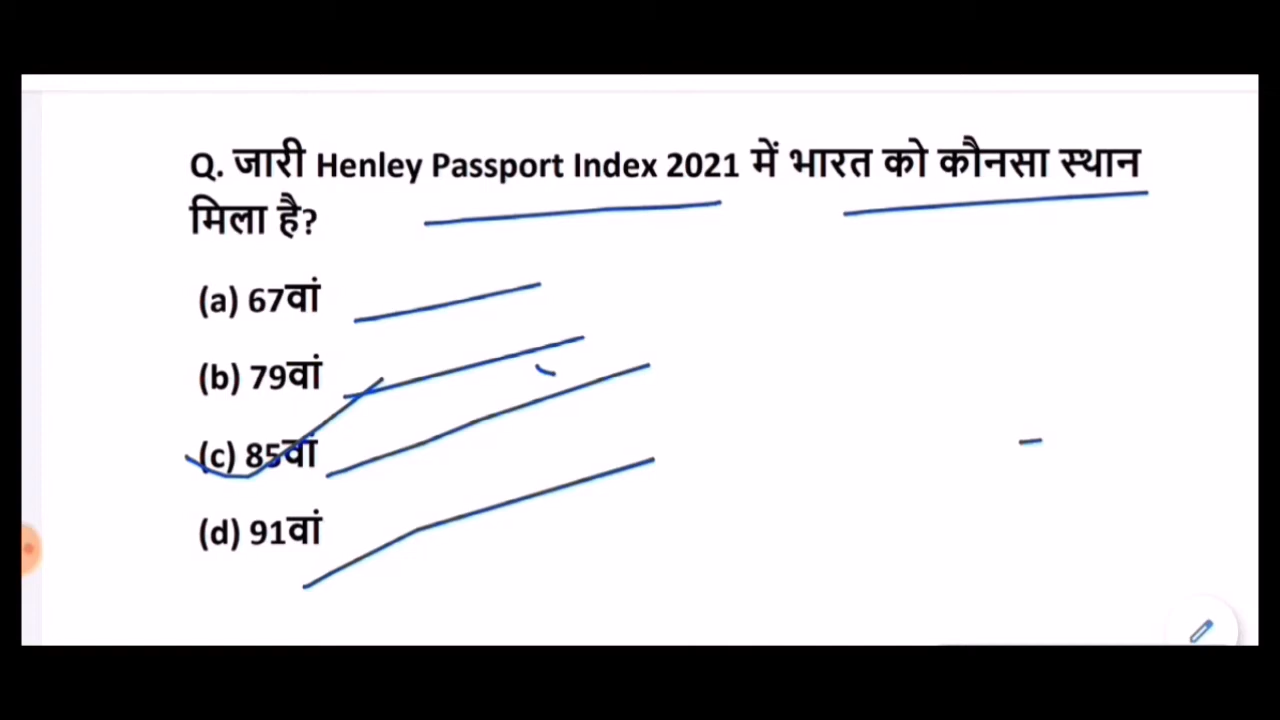 Q. जारी Henley Passport Index 2021 में भारत को कौनसा स्थान
मिला है?
(a) 67वां
(b) 79वां
(c) 85वां
(d) 91वां